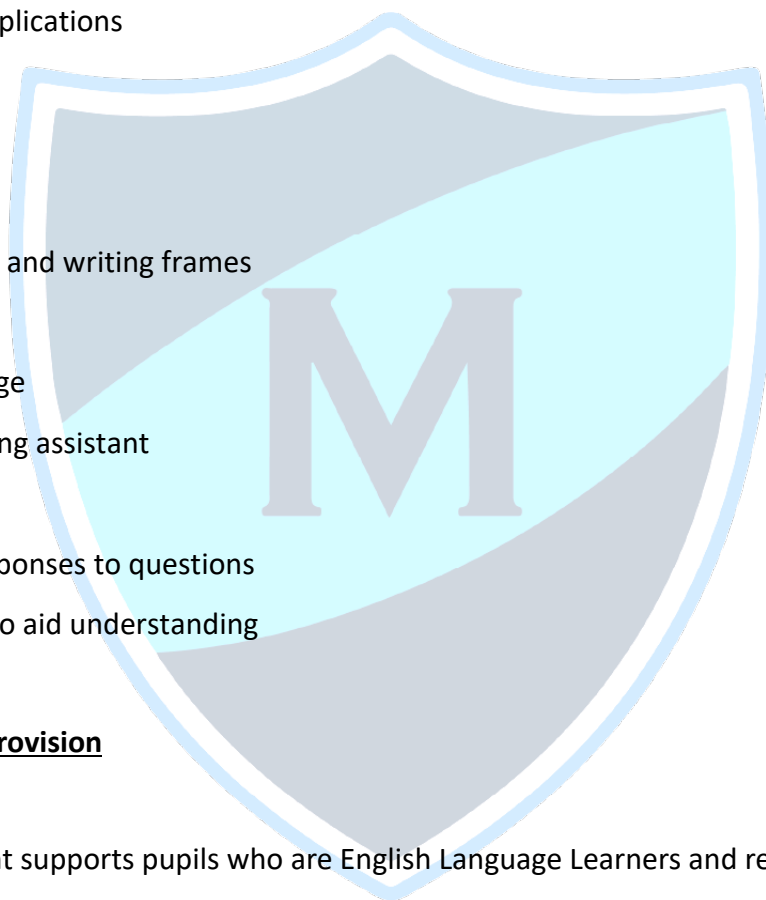 plications
and writing frames
ge
ng assistant
ponses to questions
o aid understanding
rovision
t supports pupils who are English Language Learners and re
M